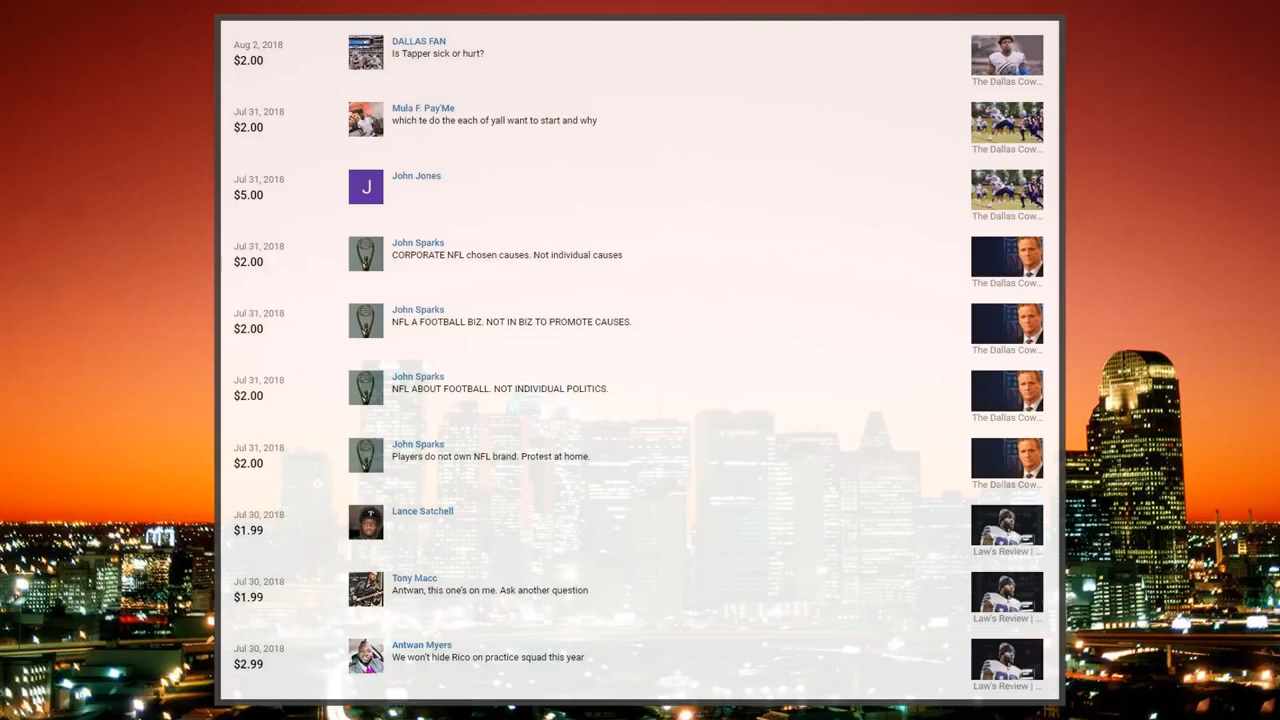 Aug 2, 2018
$2.00
DALLAS FAN
Is Tapper sick or hurt?
The Dallas Cow...
Jul 31, 2018
$2.00
Mula F. Pay'Me
which te do the each of yall want to start and why
The Dallas Cow...
Jul 31, 2018
$5.00
J
John Jones
The Dallas Cow...
Jul 31, 2018
$2.00
John Sparks
CORPORATE NFL chosen causes. Not individual causes
The Dallas Cow...
Jul 31, 2018
$2.00
John Sparks
NFL A FOOTBALL BIZ. NOT IN BIZ TO PROMOTE CAUSES.
The Dallas Cow...
Jul 31, 2018
$2.00
John Sparks
NFL ABOUT FOOTBALL. NOT INDIVIDUAL POLITICS.
The Dallas Cow...
Jul 31, 2018
$2.00
John Sparks
Players do not own NFL brand. Protest at home.
The Dallas Cow...
Jul 30, 2018
$1.99
Lance Satchell
Law's Review | ...
Jul 30, 2018
$1.99
Tony Macc
Antwan, this one's on me. Ask another question
Law's Review | ...
Jul 30, 2018
$2.99
Antwan Myers
We won't hide Rico on practice squad this year
Law's Review | ...